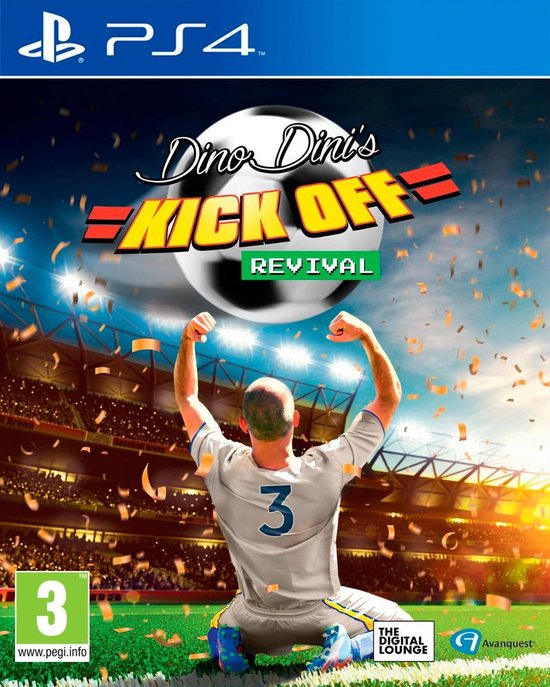 PS4
Dino Dini's
KICK OFF
REVIVAL
3
3
www.pegi.info
THE
DIGITAL
LOUNGE
Avanquest